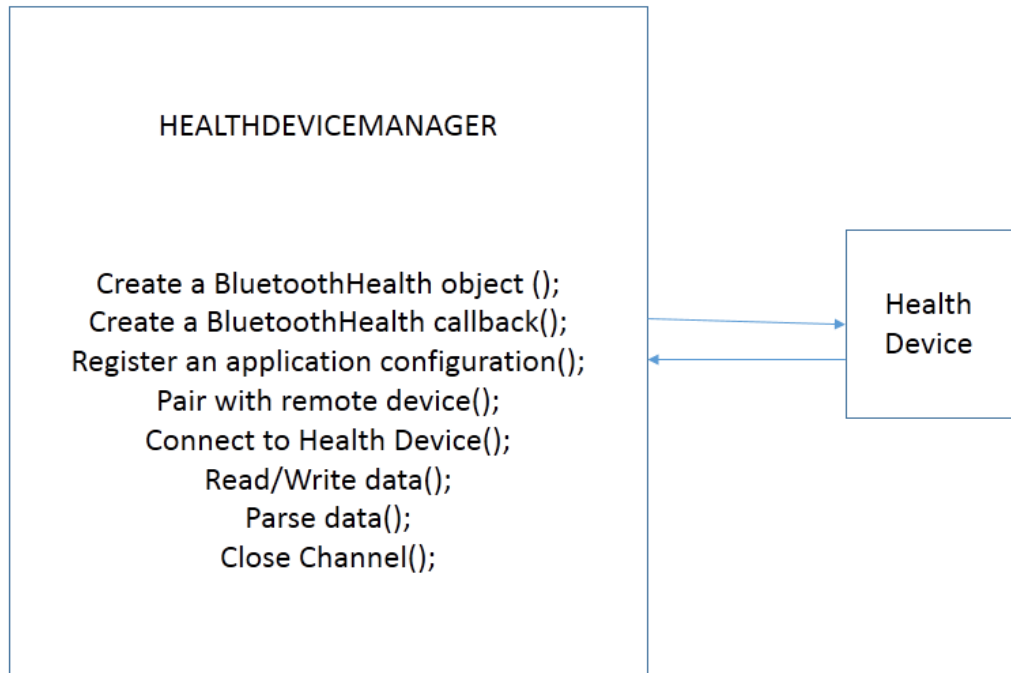 HEALTHDEVICEMANAGER
Create a BluetoothHealth object ();
Create a BluetoothHealth callback();
Register an application configuration();
Pair with remote device();
Connect to Health Device();
Read/Write data();
Parse data();
Close Channel();
Health
Device